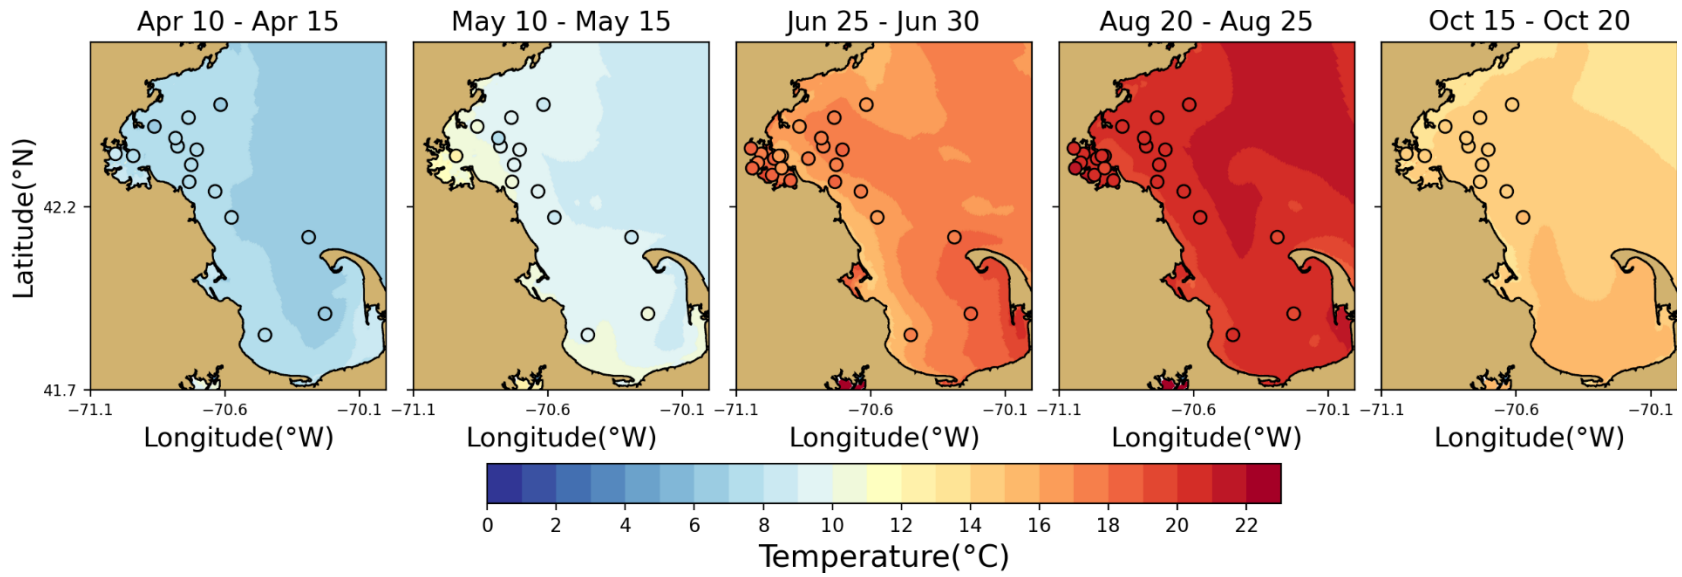 Apr 10 - Apr 15 May 10 - May 15 Jun 25 - Jun 30 Aug 20 - Aug 25 Oct 15 - Oct 20
Latitude(°N)
42.2
41.7
−71.1 −70.6 −70.1 −71.1 −70.6 −70.1 −71.1 −70.6 −70.1 −71.1 −70.6 −70.1 −71.1 −70.6 −70.1
Longitude(°W) Longitude(°W) Longitude(°W) Longitude(°W) Longitude(°W)
0 2 4 6 8 10 12 14 16 18 20 22
Temperature(°C)